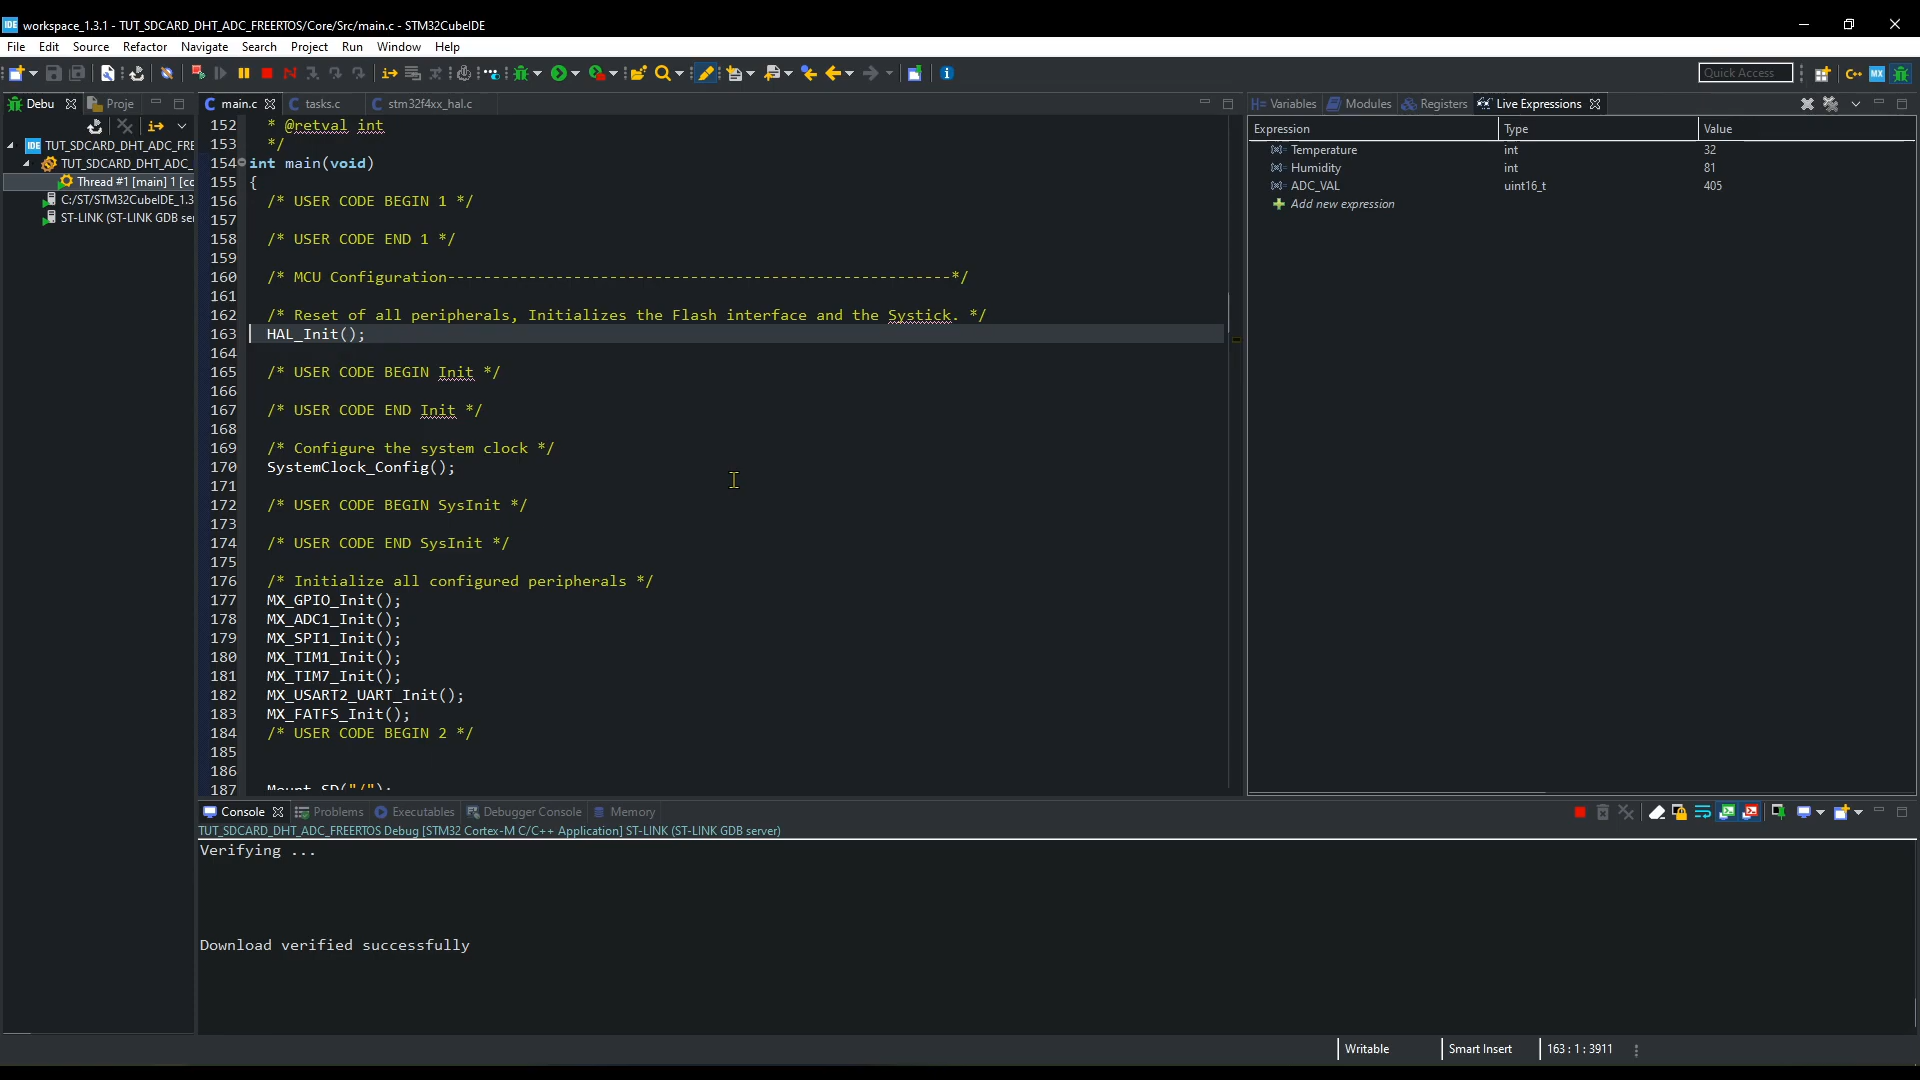 IDE workspace_1.3.1 - TUT_SDCARD_DHT_ADC_FREERTOS/Core/Src/main.c - STM32CubeIDE
File Edit Source Refactor Navigate Search Project Run Window Help
Quick Access
Debu Proje
TUT_SDCARD_DHT_ADC_FRE
TUT_SDCARD_DHT_ADC_
Thread #1 [main] 1 [co
C:/ST/STM32CubeIDE_1.3
ST-LINK (ST-LINK GDB se
main.c tasks.c stm32f4xx_hal.c
152 * @retval int
153 */
154 int main(void)
155 {
156 /* USER CODE BEGIN 1 */
157
158 /* USER CODE END 1 */
159
160 /* MCU Configuration--------------------------------------------------------*/
161
162 /* Reset of all peripherals, Initializes the Flash interface and the Systick. */
163 HAL_Init();
164
165 /* USER CODE BEGIN Init */
166
167 /* USER CODE END Init */
168
169 /* Configure the system clock */
170 SystemClock_Config();
171
172 /* USER CODE BEGIN SysInit */
173
174 /* USER CODE END SysInit */
175
176 /* Initialize all configured peripherals */
177 MX_GPIO_Init();
178 MX_ADC1_Init();
179 MX_SPI1_Init();
180 MX_TIM1_Init();
181 MX_TIM7_Init();
182 MX_USART2_UART_Init();
183 MX_FATFS_Init();
184 /* USER CODE BEGIN 2 */
185
186
187 Mount_SD("/");
Variables Modules Registers Live Expressions
Expression Type Value
Temperature int 32
Humidity int 81
ADC_VAL uint16_t 405
Add new expression
Console Problems Executables Debugger Console Memory
TUT_SDCARD_DHT_ADC_FREERTOS Debug [STM32 Cortex-M C/C++ Application] ST-LINK (ST-LINK GDB server)
Verifying ...
Download verified successfully
Writable Smart Insert 163 : 1 : 3911